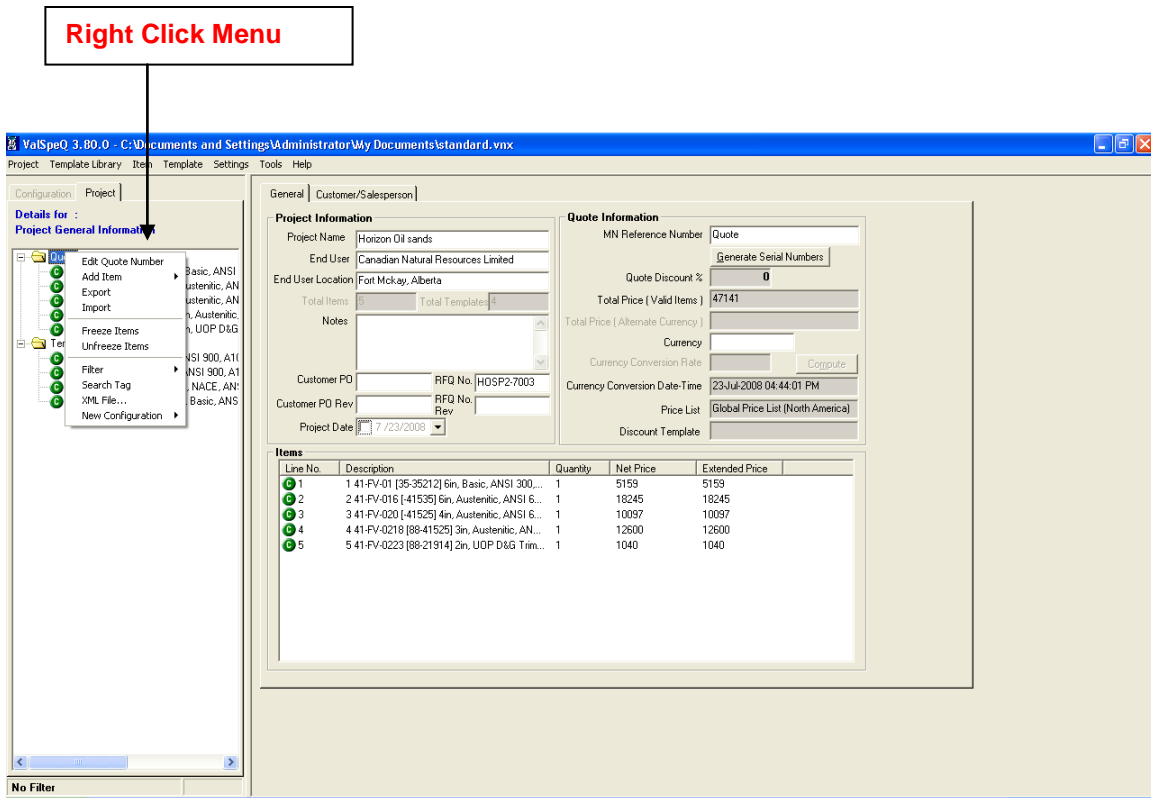 Right Click Menu
ValSpeQ 3.80.0 - C:\Documents and Settings\Administrator\My Documents\standard.vnx
Project Template Library Item Template Settings Tools Help
Configuration Project
Details for :
Project General Information
Edit Quote Number
Add Item
Export
Import
Freeze Items
Unfreeze Items
Filter
Search Tag
XML File...
New Configuration
Basic, ANSI
ustenitic, AN
ustenitic, AN
, Austenitic,
, UOP D&G
Ter
NSI 900, A10
ANSI 900, A1
, NACE, AN
Basic, ANS
No Filter
General Customer/Salesperson
Project Information
Project Name Horizon Oil sands
End User Canadian Natural Resources Limited
End User Location Fort Mckay, Alberta
Total Items 5 Total Templates 4
Notes
Customer PO RFQ No. HOSP2-7003
Customer PO Rev RFQ No. Rev
Project Date 7 /23/2008
Quote Information
MN Reference Number Quote
Generate Serial Numbers
Quote Discount % 0
Total Price ( Valid Items ) 47141
Total Price ( Alternate Currency )
Currency
Currency Conversion Rate Compute
Currency Conversion Date-Time 23-Jul-2008 04:44:01 PM
Price List Global Price List (North America)
Discount Template
Items
Line No. Description Quantity Net Price Extended Price
1 1 41-FV-01 [35-35212] 6in, Basic, ANSI 300,... 1 5159 5159
2 2 41-FV-016 [-41535] 6in, Austenitic, ANSI 6... 1 18245 18245
3 3 41-FV-020 [-41525] 4in, Austenitic, ANSI 6... 1 10097 10097
4 4 41-FV-0218 [88-41525] 3in, Austenitic, AN... 1 12600 12600
5 5 41-FV-0223 [88-21914] 2in, UOP D&G Trim... 1 1040 1040